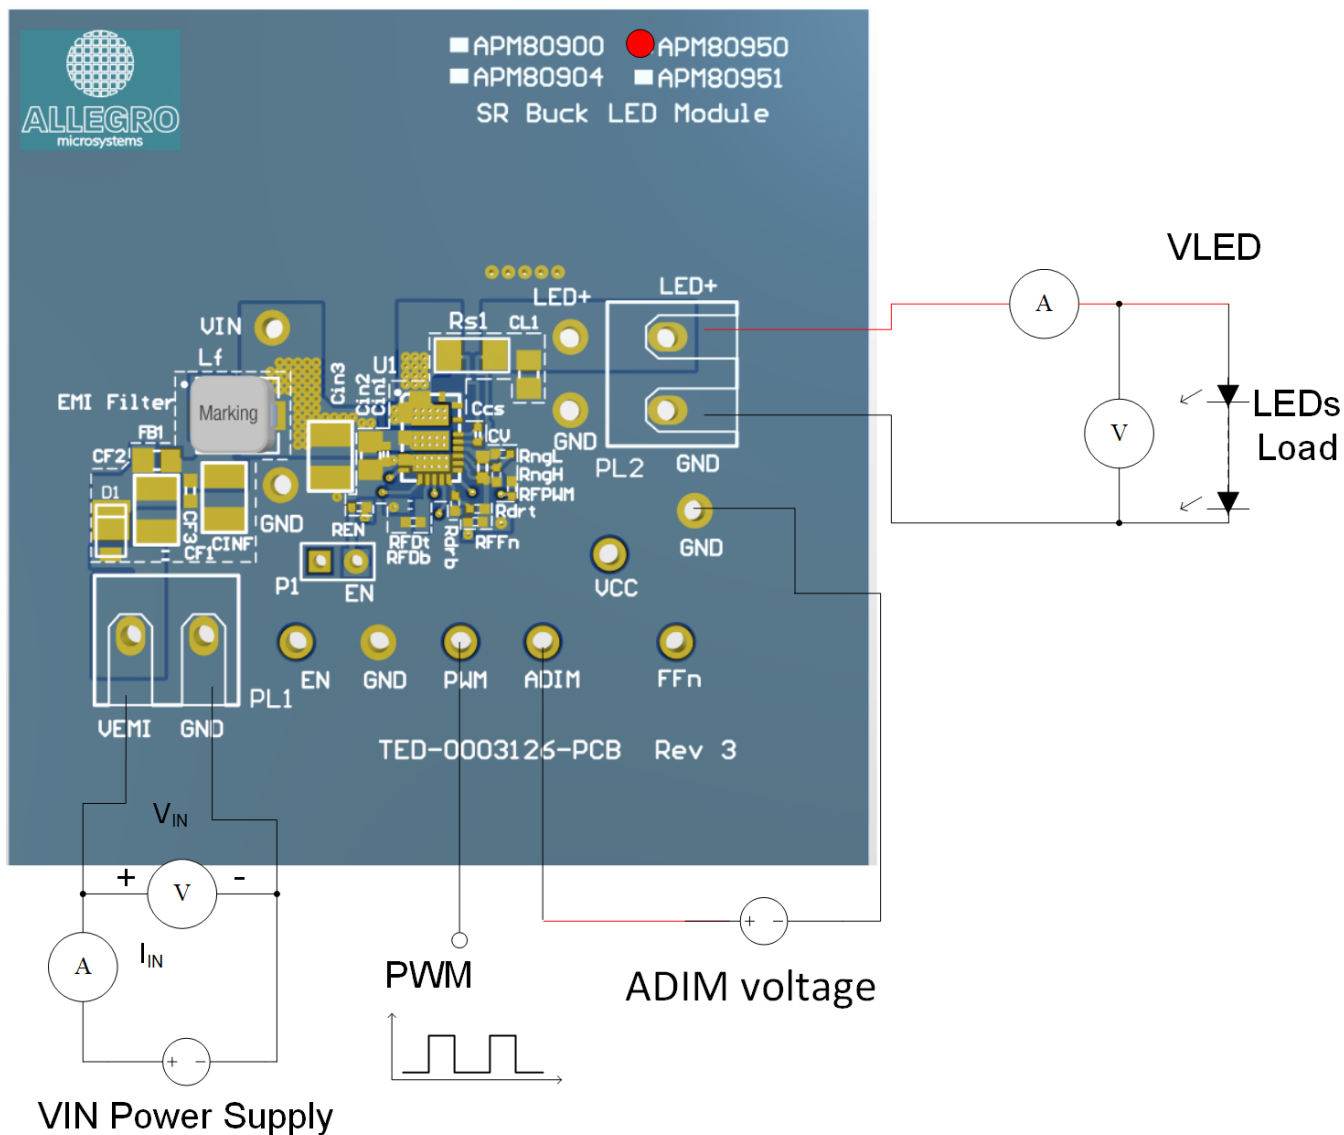 ALLEGRO
microsystems
APM80900
APM80950
APM80904
APM80951
SR Buck LED Module
VLED
LED+
LED+
VIN
Rs1
CL1
A
Lf
U1
Cin3
Cin2
Cin1
EMI Filter
Marking
Ccs
CV
GND
LEDs
Load
V
FB1
CF2
RngL
RngH
RFPWM
PL2
GND
D1
CF3
CF1
CINF
GND
REN
RFDt
RFDb
Rdrb
Rdrt
RFFn
GND
P1
EN
VCC
EN
GND
PWM
ADIM
FFn
PL1
VEMI
GND
TED-0003126-PCB Rev 3
VIN
+
V
-
A
IIN
PWM
+ -
ADIM voltage
+ -
VIN Power Supply